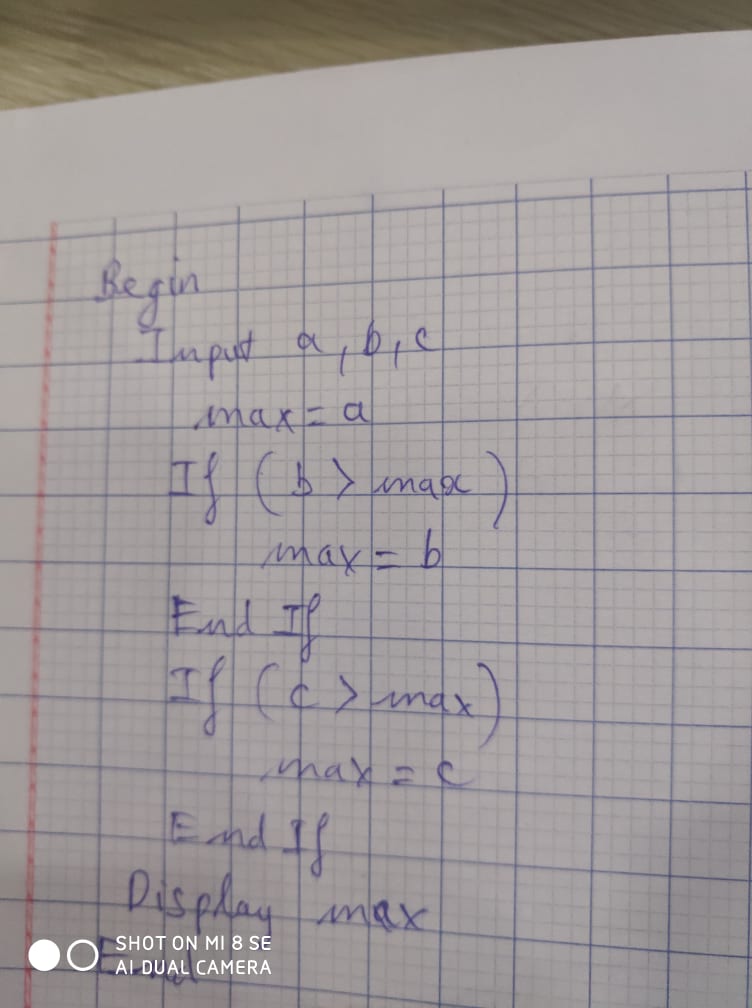 Begin
Input a, b, c
max = a
If ( b > max )
max = b
End If
If ( c > max )
max = c
End If
Display max
End
SHOT ON MI 8 SE
AI DUAL CAMERA